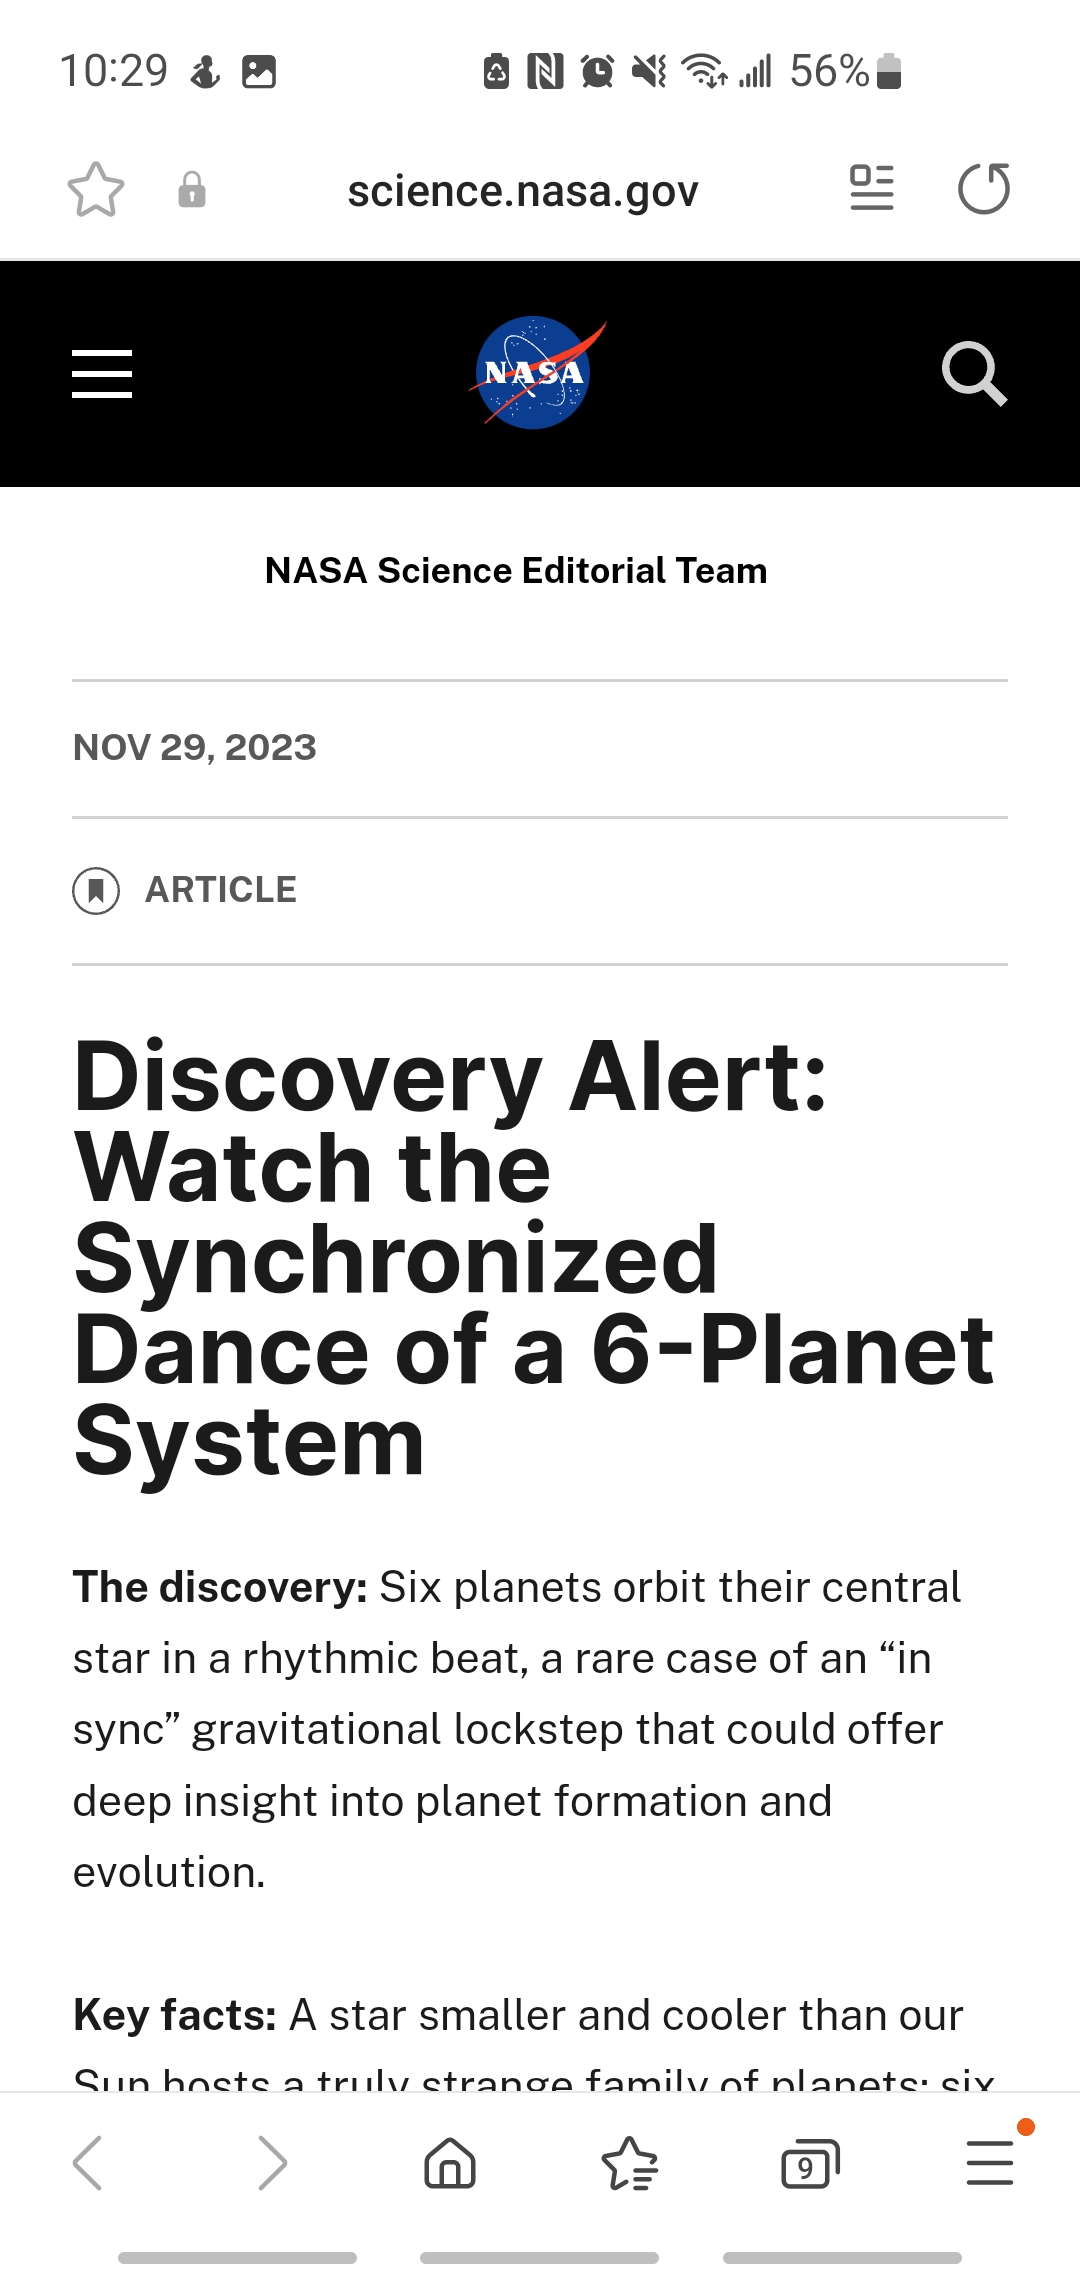 10:29
56%
science.nasa.gov
NASA
NASA Science Editorial Team
NOV 29, 2023
ARTICLE
Discovery Alert:
Watch the
Synchronized
Dance of a 6-Planet
System
The discovery: Six planets orbit their central
star in a rhythmic beat, a rare case of an “in
sync” gravitational lockstep that could offer
deep insight into planet formation and
evolution.
Key facts: A star smaller and cooler than our
Sun hosts a truly strange family of planets: six
9